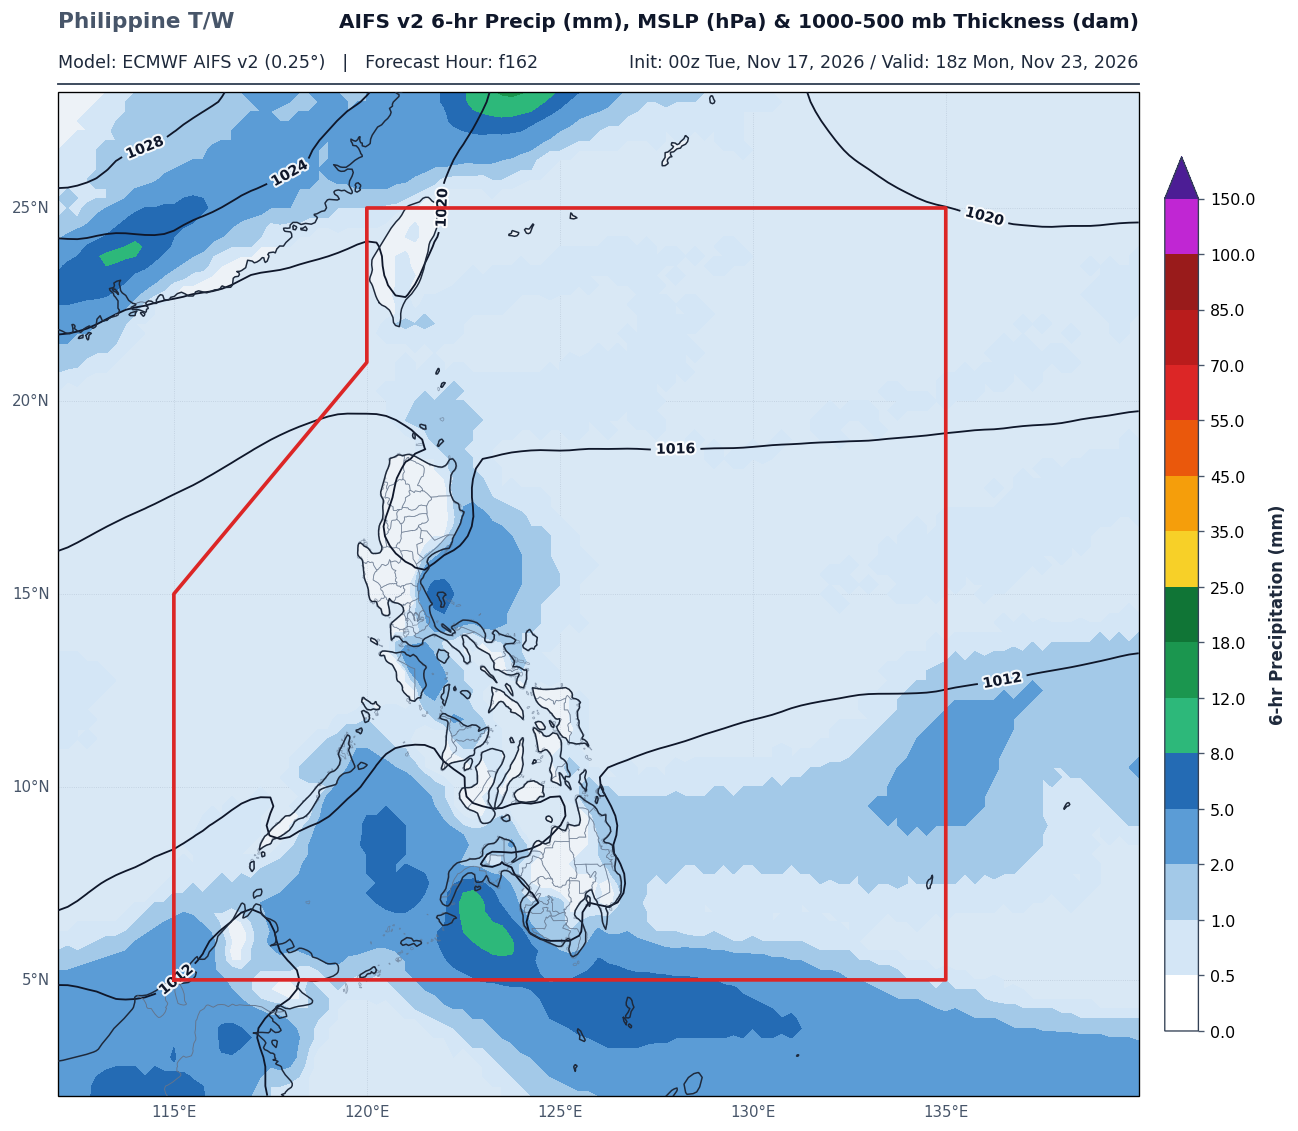 Philippine T/W
AIFS v2 6-hr Precip (mm), MSLP (hPa) & 1000-500 mb Thickness (dam)
Model: ECMWF AIFS v2 (0.25°) | Forecast Hour: f162
Init: 00z Tue, Nov 17, 2026 / Valid: 18z Mon, Nov 23, 2026
1028
1024
1020
1020
1016
1012
1012
25°N
20°N
15°N
10°N
5°N
115°E
120°E
125°E
130°E
135°E
150.0
100.0
85.0
70.0
55.0
45.0
35.0
25.0
18.0
12.0
8.0
5.0
2.0
1.0
0.5
0.0
6-hr Precipitation (mm)